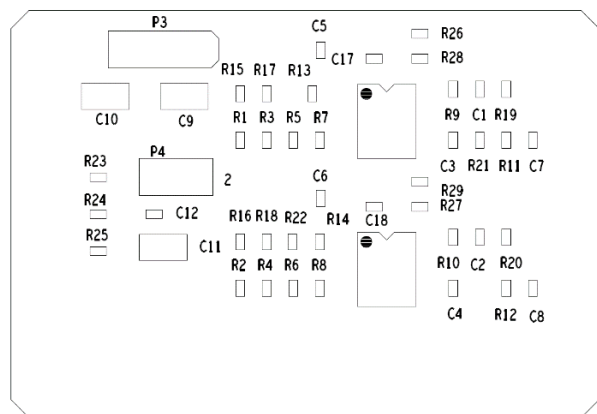 P3
C5
R26
C17
R28
R15 R17 R13
C10
C9
R9 C1 R19
R1 R3 R5 R7
C3 R21 R11 C7
R23
P4
2
C6
R29
R24
C12
R16 R18 R22 R14
C18
R27
R25
C11
R2 R4 R6 R8
R10 C2 R20
C4
R12 C8